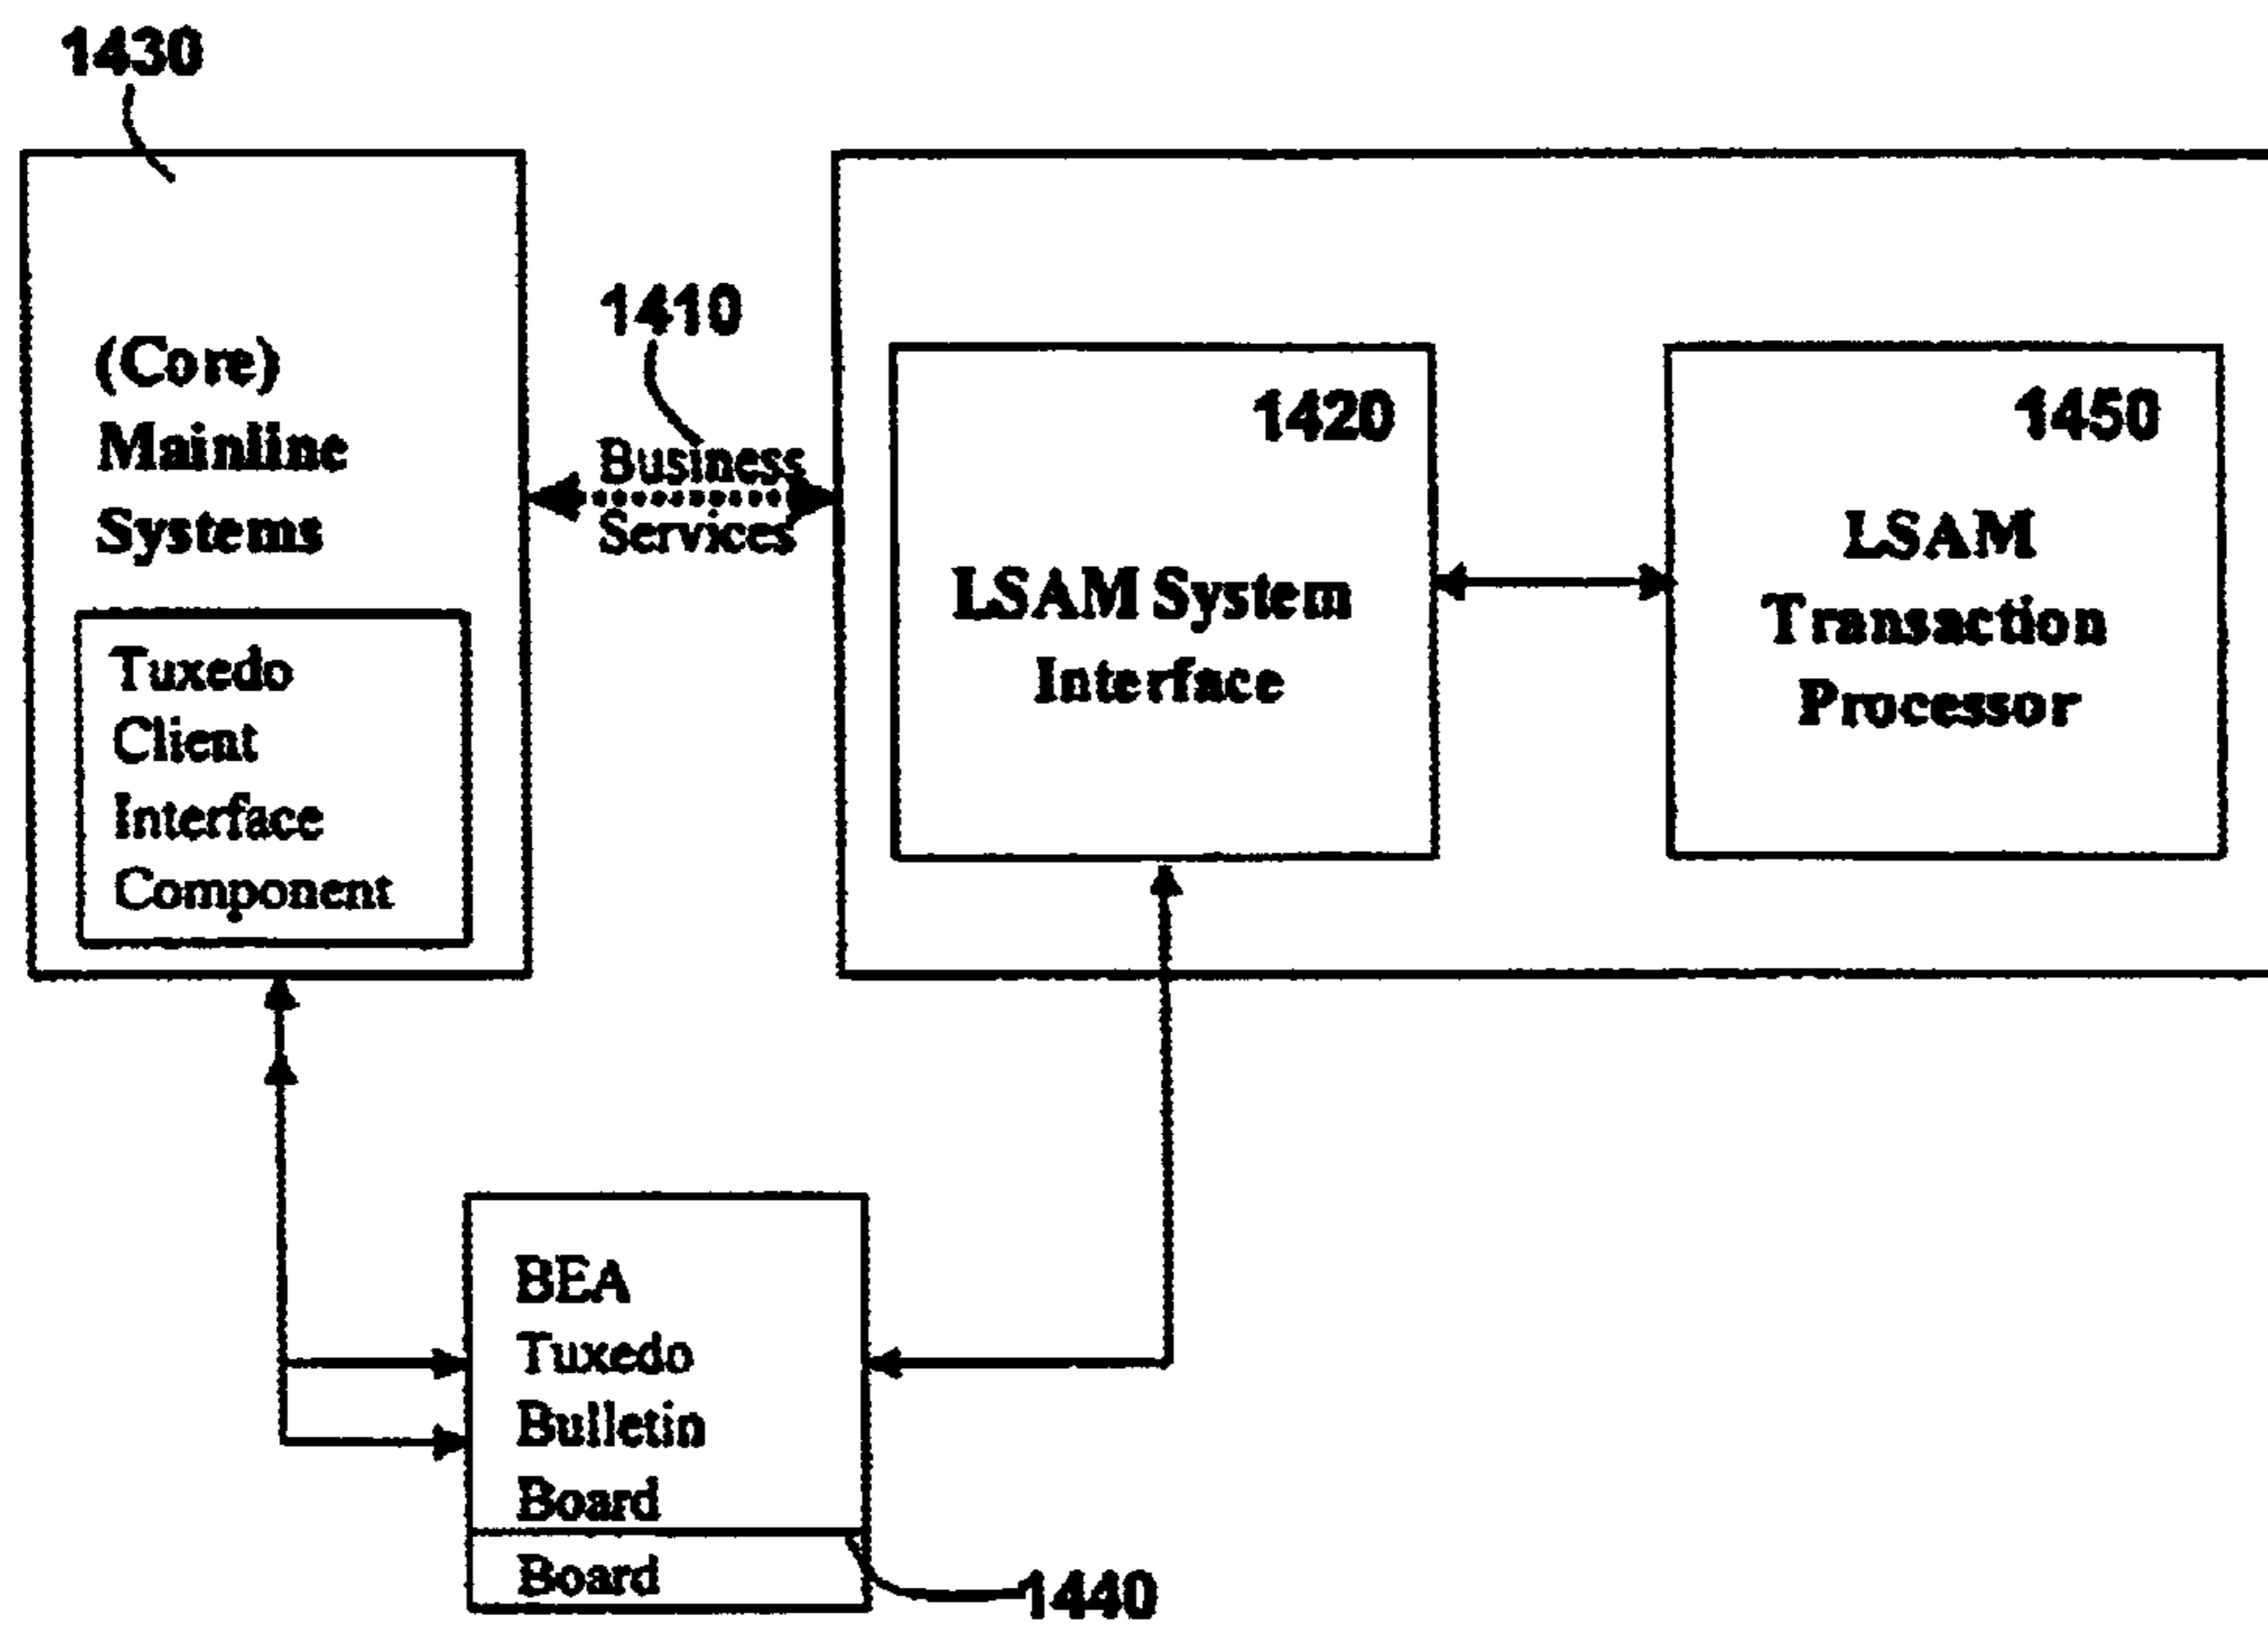 1430
(Core)
Mainline
Systems
Tuxedo
Client
Interface
Component
1410
Business
Services
1420
LSAM System
Interface
1450
LSAM
Transaction
Processor
BEA
Tuxedo
Bulletin
Board
Board
1440